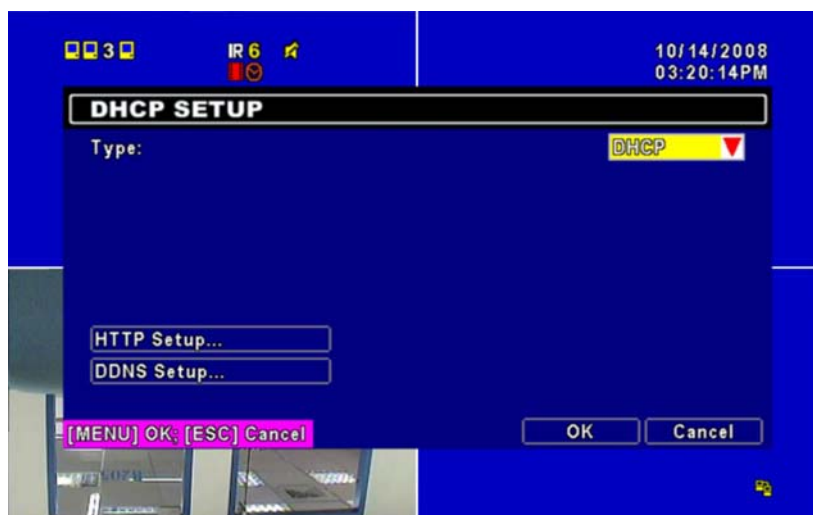 3 IR 6 10/14/2008
03:20:14PM
DHCP SETUP
Type: DHCP
HTTP Setup...
DDNS Setup...
[MENU] OK; [ESC] Cancel OK Cancel